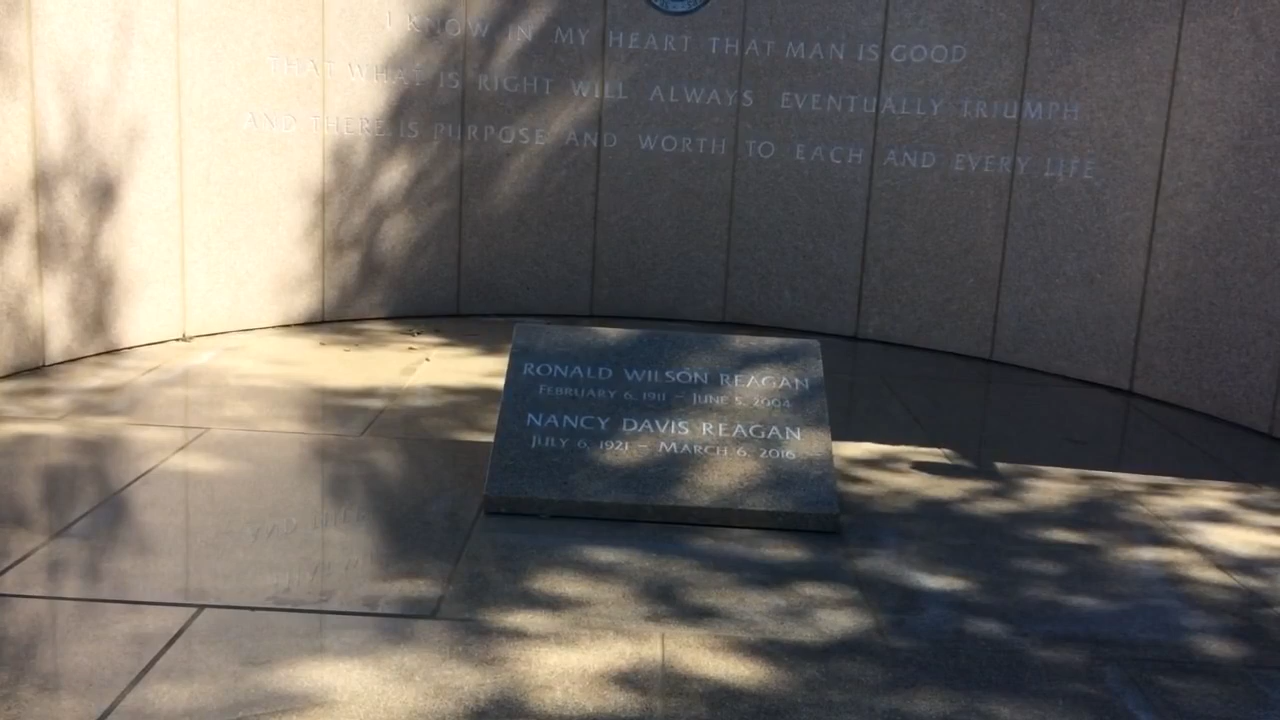 I KNOW IN MY HEART THAT MAN IS GOOD
THAT WHAT IS RIGHT WILL ALWAYS EVENTUALLY TRIUMPH
AND THERE IS PURPOSE AND WORTH TO EACH AND EVERY LIFE
RONALD WILSON REAGAN
FEBRUARY 6, 1911 – JUNE 5, 2004
NANCY DAVIS REAGAN
JULY 6, 1921 – MARCH 6, 2016